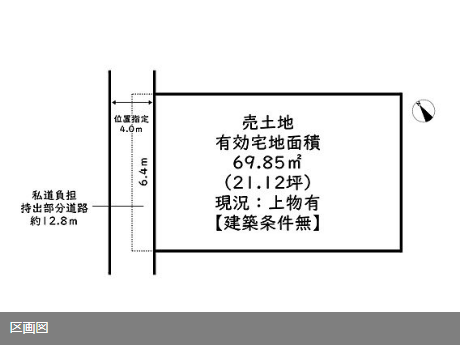 位置指定
4.0m
6.4m
売土地
有効宅地面積
69.85㎡
(21.12坪)
現況：上物有
【建築条件無】
私道負担
持出部分道路
約12.8m
区画図